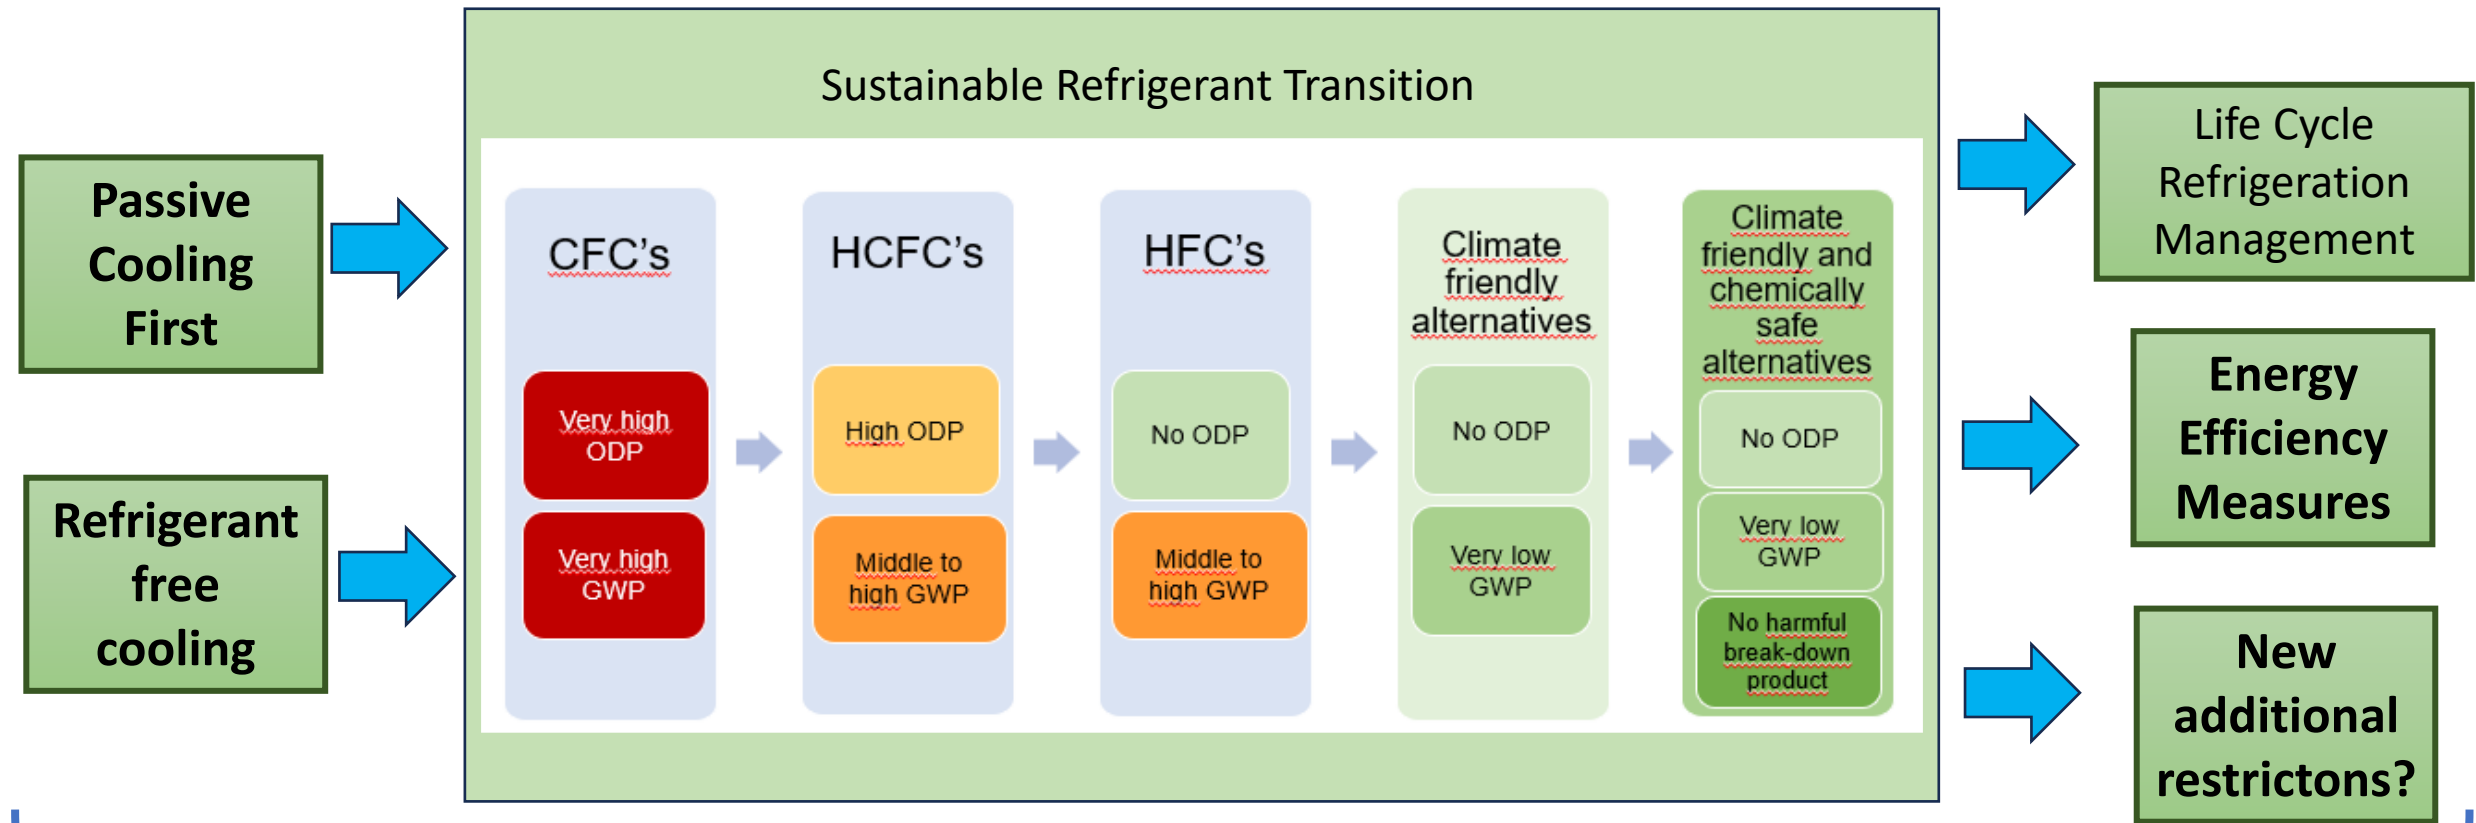 Sustainable Refrigerant Transition
Passive
Cooling
First
Refrigerant
free
cooling
CFC's
Very high
ODP
Very high
GWP
HCFC's
High ODP
Middle to
high GWP
HFC's
No ODP
Middle to
high GWP
Climate
friendly
alternatives
No ODP
Very low
GWP
Climate
friendly and
chemically
safe
alternatives
No ODP
Very low
GWP
No harmful
break-down
product
Life Cycle
Refrigeration
Management
Energy
Efficiency
Measures
New
additional
restrictons?